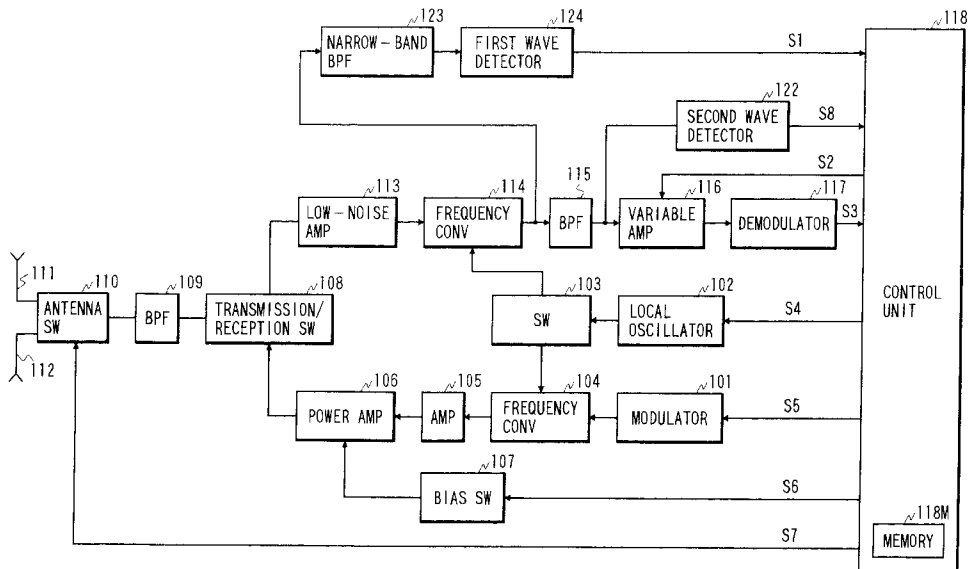 123
NARROW-BAND
BPF
124
FIRST WAVE
DETECTOR
S1
118
122
SECOND WAVE
DETECTOR
S8
S2
113
LOW-NOISE
AMP
114
FREQUENCY
CONV
115
BPF
116
VARIABLE
AMP
117
DEMODULATOR
S3
111
110
ANTENNA
SW
109
BPF
108
TRANSMISSION/
RECEPTION SW
103
SW
102
LOCAL
OSCILLATOR
S4
CONTROL
UNIT
112
106
POWER AMP
105
AMP
104
FREQUENCY
CONV
101
MODULATOR
S5
107
BIAS SW
S6
118M
MEMORY
S7